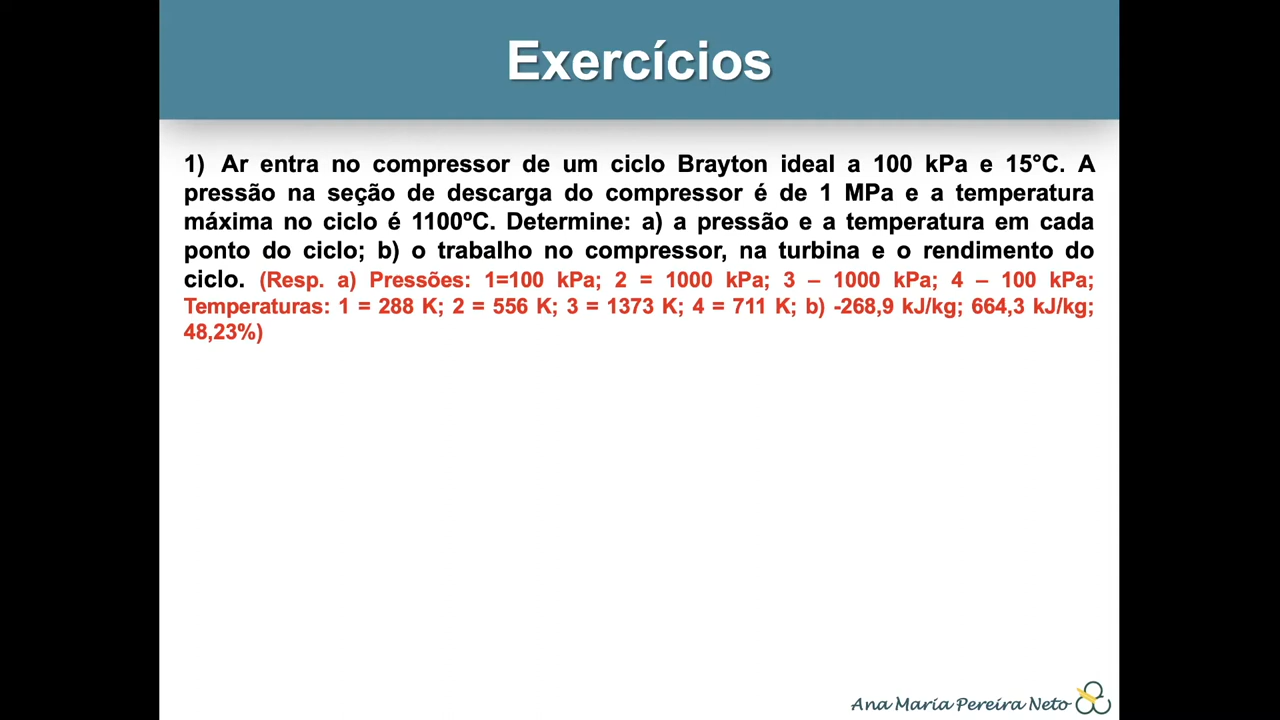 Exercícios
1) Ar entra no compressor de um ciclo Brayton ideal a 100 kPa e 15°C. A
pressão na seção de descarga do compressor é de 1 MPa e a temperatura
máxima no ciclo é 1100ºC. Determine: a) a pressão e a temperatura em cada
ponto do ciclo; b) o trabalho no compressor, na turbina e o rendimento do
ciclo. (Resp. a) Pressões: 1=100 kPa; 2 = 1000 kPa; 3 – 1000 kPa; 4 – 100 kPa;
Temperaturas: 1 = 288 K; 2 = 556 K; 3 = 1373 K; 4 = 711 K; b) -268,9 kJ/kg; 664,3 kJ/kg;
48,23%)
Ana Maria Pereira Neto